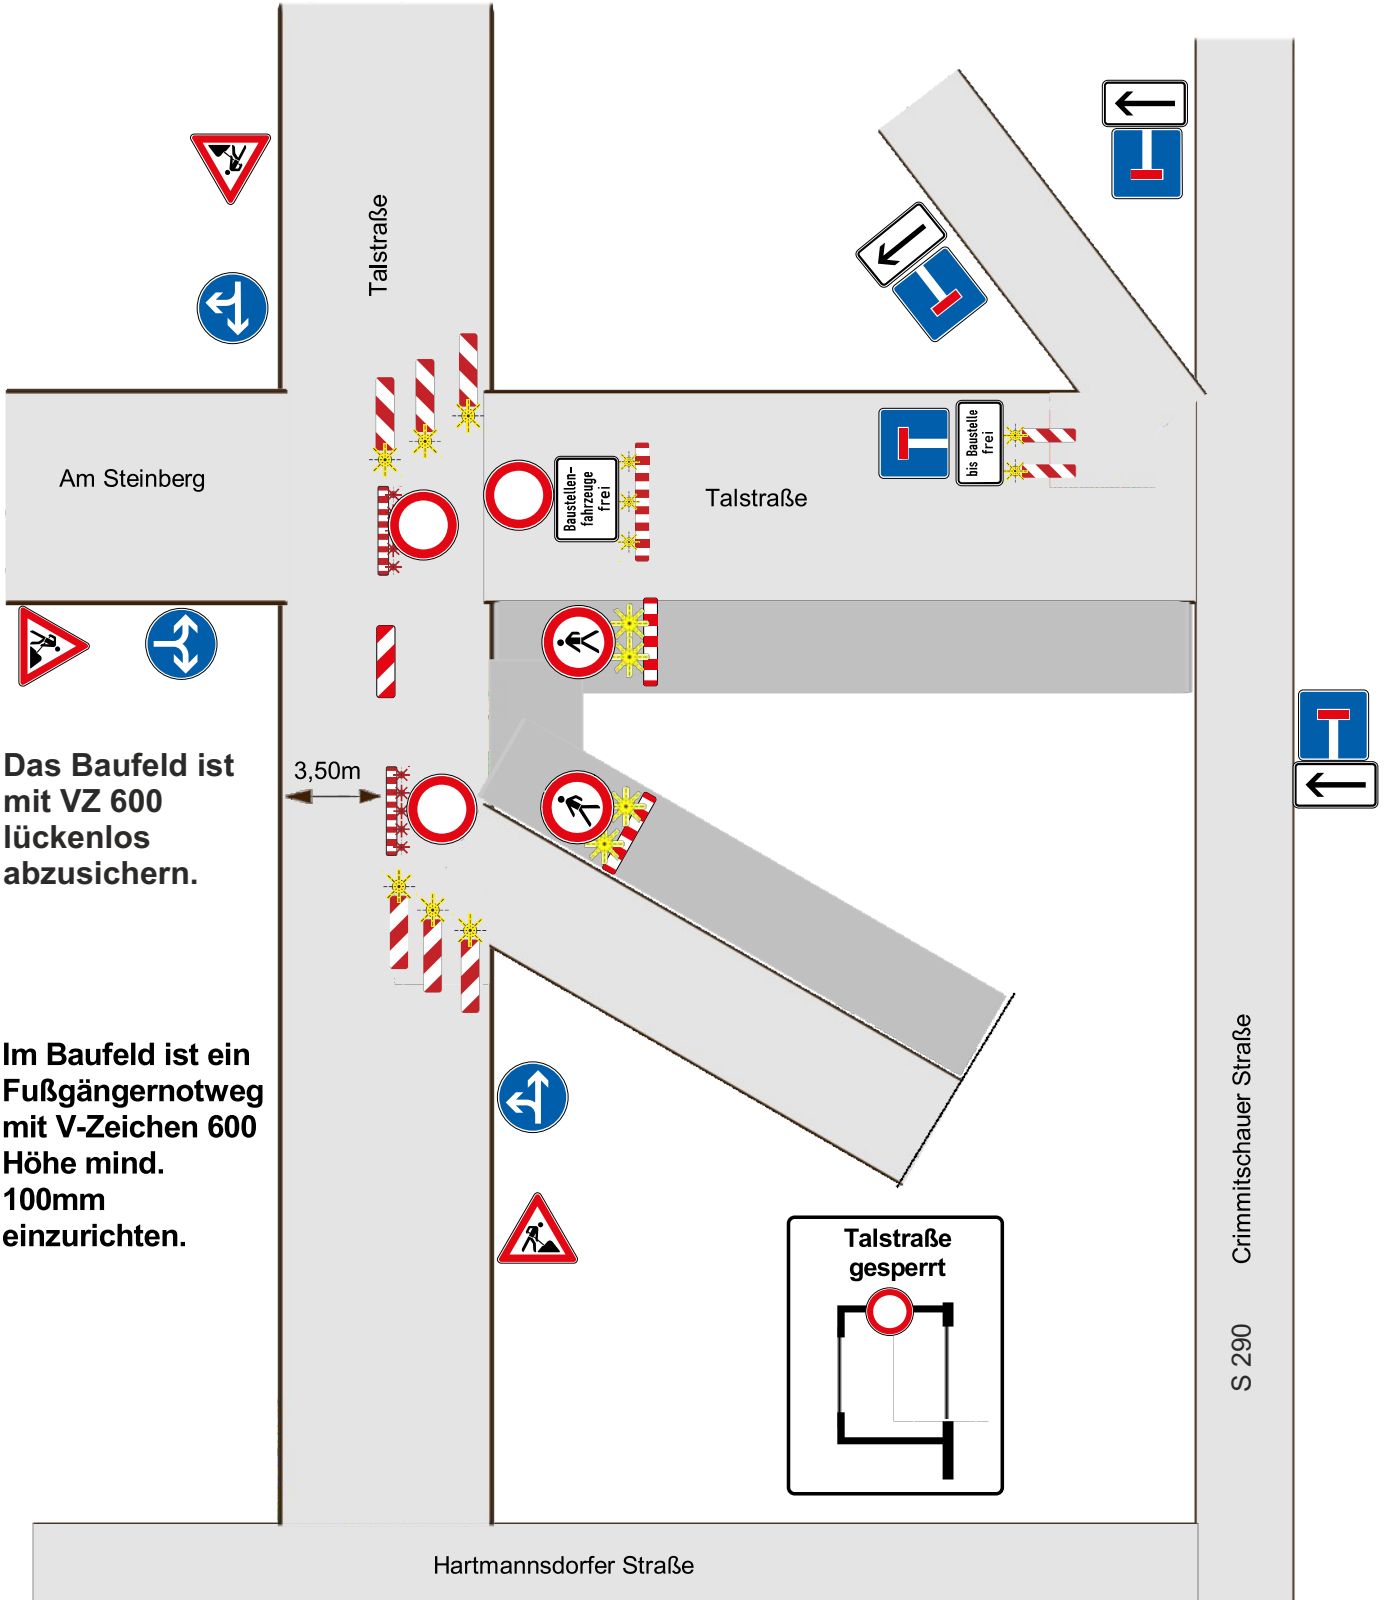 Talstraße
Am Steinberg
Baustellen-
fahrzeuge
frei
Talstraße
bis Baustelle
frei
Das Baufeld ist
mit VZ 600
lückenlos
abzusichern.
3,50m
Im Baufeld ist ein
Fußgängernotweg
mit V-Zeichen 600
Höhe mind.
100mm
einzurichten.
Talstraße
gesperrt
Crimmitschauer Straße
S 290
Hartmannsdorfer Straße